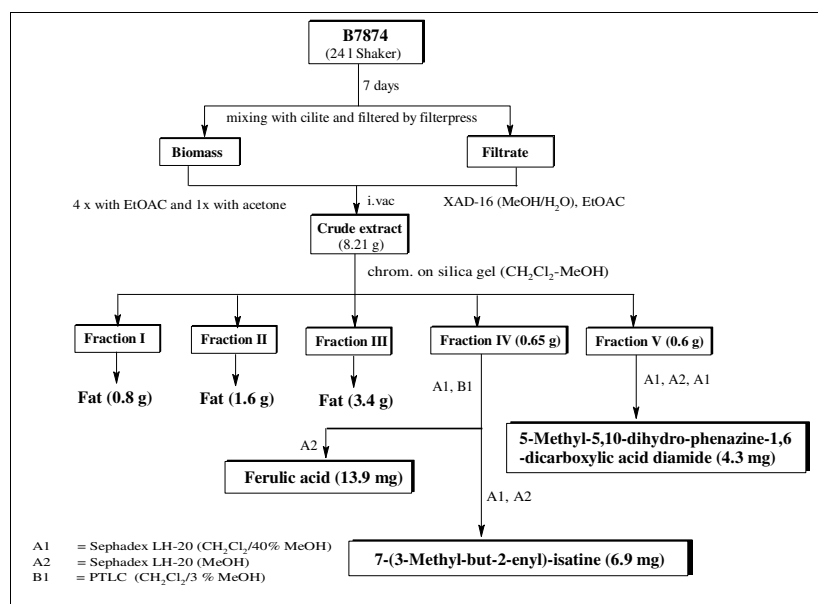 B7874
(24 l Shaker)
7 days
mixing with cilite and filtered by filterpress
Biomass
Filtrate
4 x with EtOAC and 1x with acetone
i.vac
XAD-16 (MeOH/H2O), EtOAC
Crude extract
(8.21 g)
chrom. on silica gel (CH2Cl2-MeOH)
Fraction I
Fraction II
Fraction III
Fraction IV (0.65 g)
Fraction V (0.6 g)
Fat (0.8 g)
Fat (1.6 g)
Fat (3.4 g)
A1, B1
A1, A2, A1
A2
5-Methyl-5,10-dihydro-phenazine-1,6
-dicarboxylic acid diamide (4.3 mg)
Ferulic acid (13.9 mg)
A1, A2
7-(3-Methyl-but-2-enyl)-isatine (6.9 mg)
A1 = Sephadex LH-20 (CH2Cl2/40% MeOH)
A2 = Sephadex LH-20 (MeOH)
B1 = PTLC (CH2Cl2/3 % MeOH)